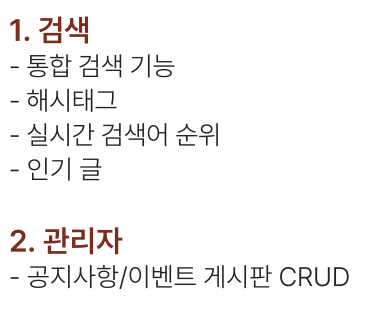 1. 검색
- 통합 검색 기능
- 해시태그
- 실시간 검색어 순위
- 인기 글
2. 관리자
- 공지사항/이벤트 게시판 CRUD